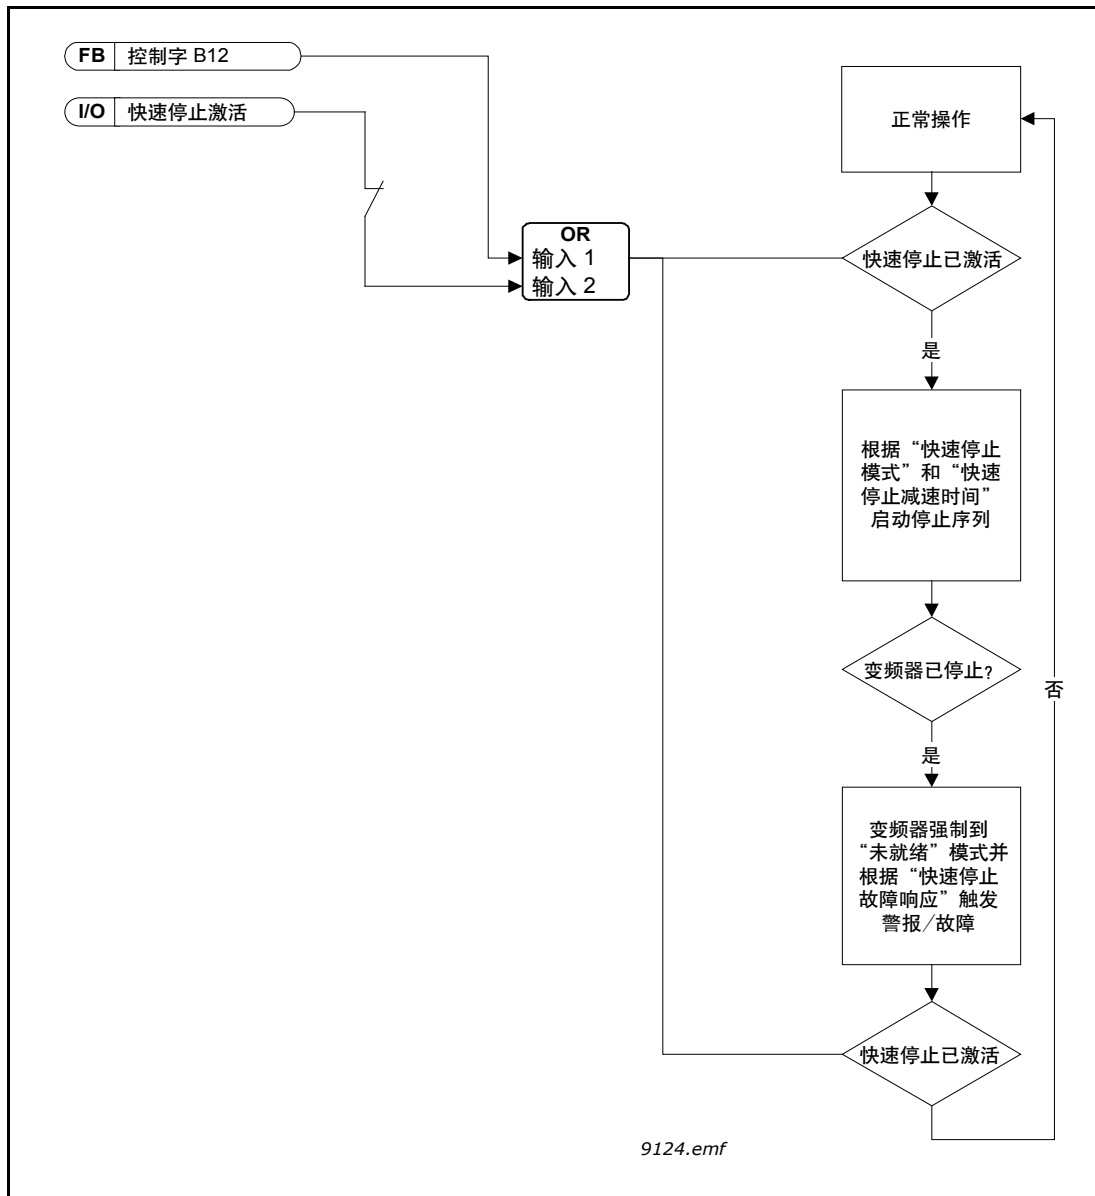 FB 控制字 B12
I/O 快速停止激活
OR
输入 1
输入 2
正常操作
快速停止已激活
是
根据“快速停止
模式”和“快速
停止减速时间”
启动停止序列
变频器已停止?
否
是
变频器强制到
“未就绪”模式并
根据“快速停止
故障响应”触发
警报/故障
快速停止已激活
9124.emf